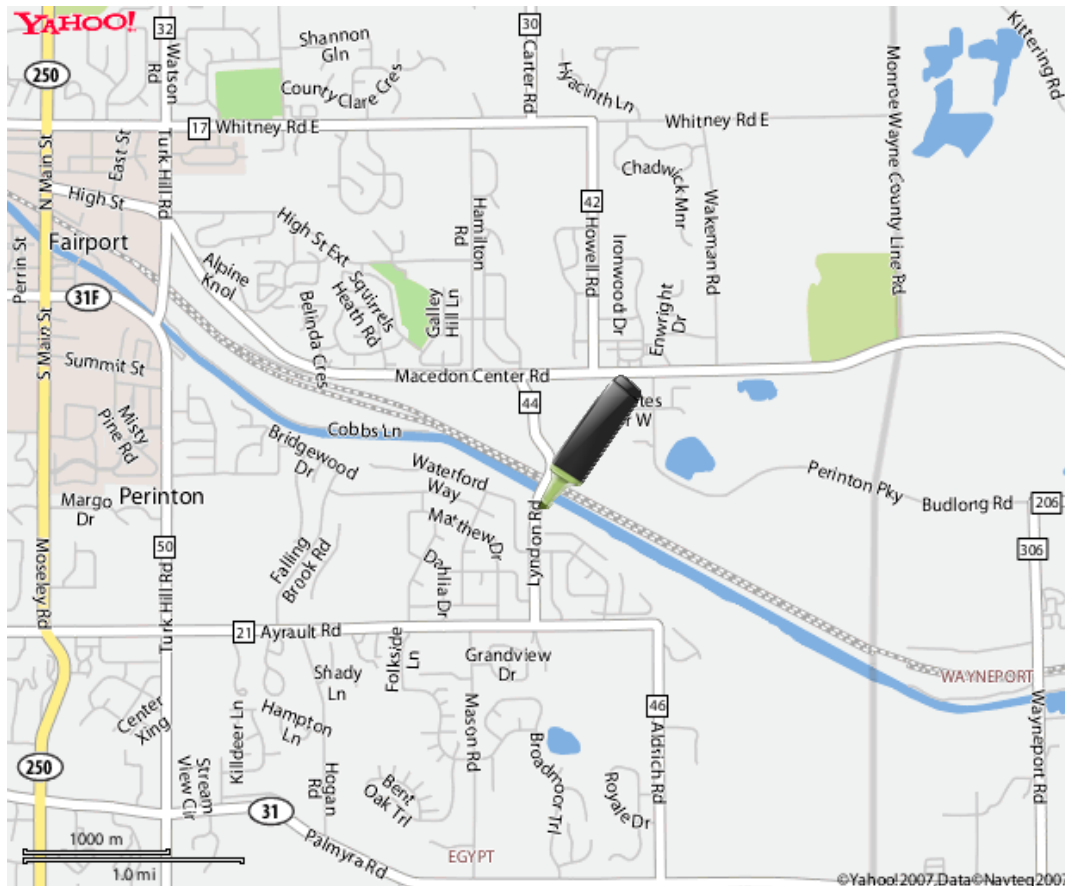 YAHOO!
32
30
Kittering Rd
250
Watson Rd
Shannon Gln
County Clare Cres
Carter Rd
Hyacinth Ln
Monroe Wayne County Line Rd
17
Whitney Rd E
Whitney Rd E
N Main St
East St
Turk Hill Rd
High St
Chadwick Mnr
Wakeman Rd
42
Howell Rd
Hamilton Rd
Ironwood Dr
Enwright Dr
Perrin St
Fairport
High St Ext
Alpine Knol
Squirrels Heath Rd
Galley Hill Ln
Belinda Cres
31F
S Main St
Summit St
Macedon Center Rd
44
Misty Pine Rd
Cobbs Ln
Bridgewood Dr
Waterford Way
Perinton Pky
Budlong Rd
206
306
Margo Dr
Perinton
Lyndon Rd
Matthew Dr
Dahlia Dr
Falling Brook Rd
50
Turk Hill Rd
Moseley Rd
21
Ayrault Rd
Folkside Ln
Grandview Dr
Shady Ln
WAYNEPORT
Wayneport Rd
Center Xing
Killdeer Ln
Hampton Ln
Mason Rd
46
Aldrich Rd
Broadmoor Trl
Royale Dr
250
Stream View Cir
Hogan Rd
Bent Oak Trl
31
Palmyra Rd
EGYPT
1000 m
1.0 mi
©Yahoo! 2007 Data©Navteq 2007